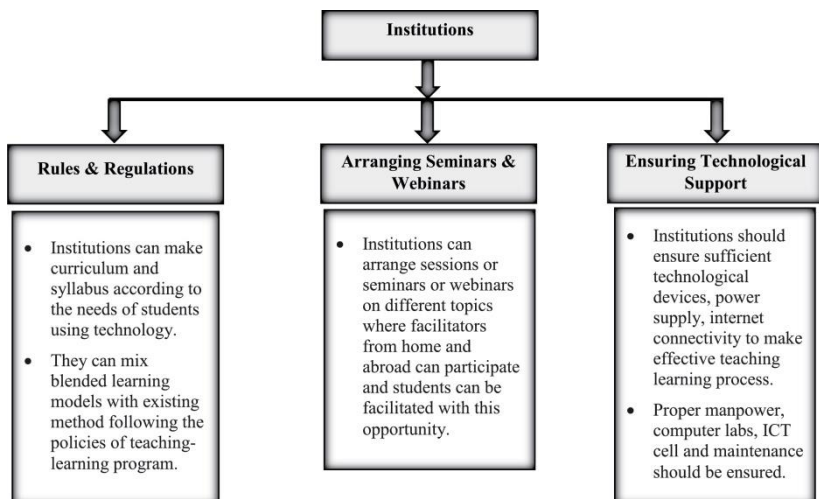 Institutions
Rules & Regulations
• Institutions can make
curriculum and
syllabus according to
the needs of students
using technology.
• They can mix
blended learning
models with existing
method following the
policies of teaching-
learning program.
Arranging Seminars &
Webinars
• Institutions can
arrange sessions or
seminars or webinars
on different topics
where facilitators
from home and
abroad can participate
and students can be
facilitated with this
opportunity.
Ensuring Technological
Support
• Institutions should
ensure sufficient
technological
devices, power
supply, internet
connectivity to make
effective teaching
learning process.
• Proper manpower,
computer labs, ICT
cell and maintenance
should be ensured.